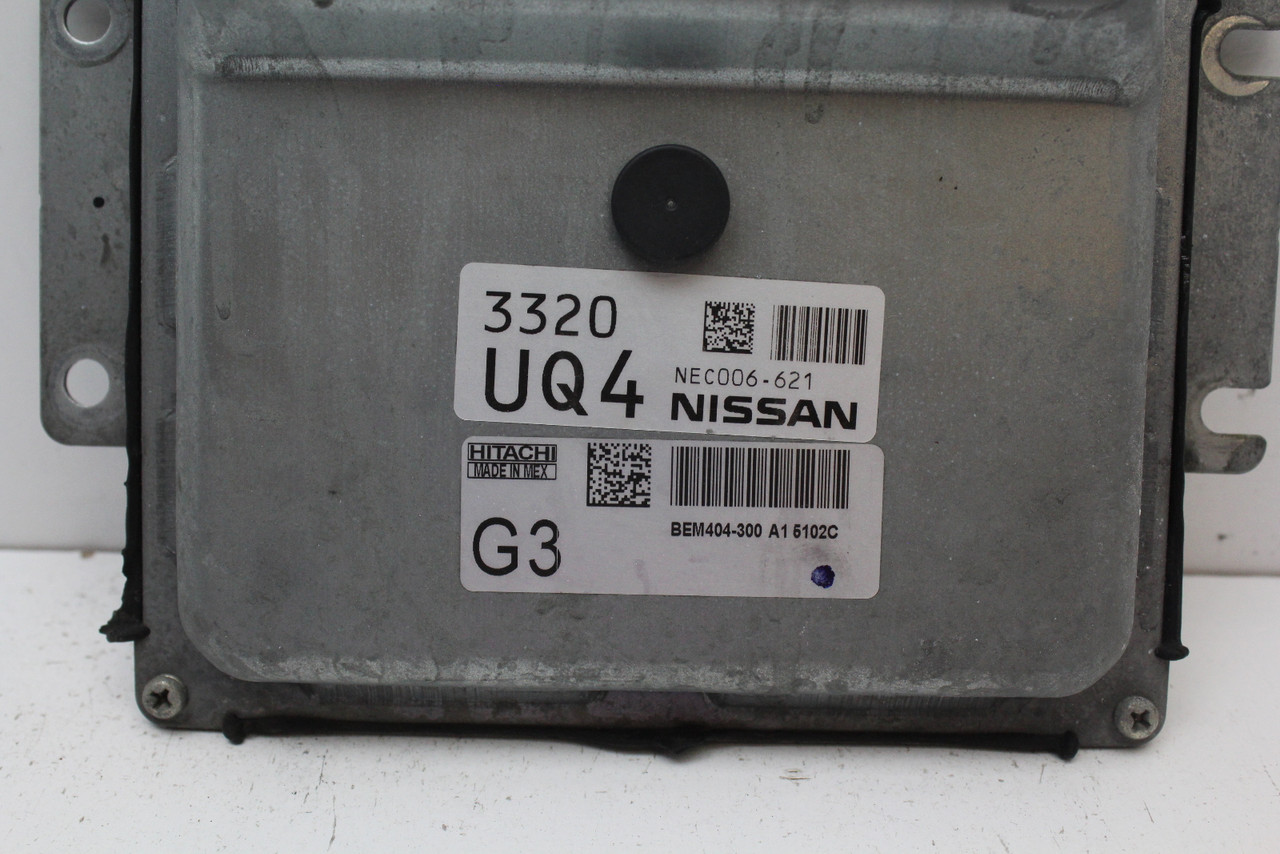 3320
UQ4
NEC006-621
NISSAN
HITACHI
MADE IN MEX
G3
BEM404-300 A1 5102C